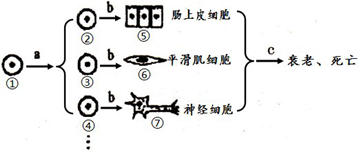 b
② ⑤ 肠上皮细胞
a b c
① ③ ⑥ 平滑肌细胞 衰老、死亡
b
④ ⑦ 神经细胞
⋮